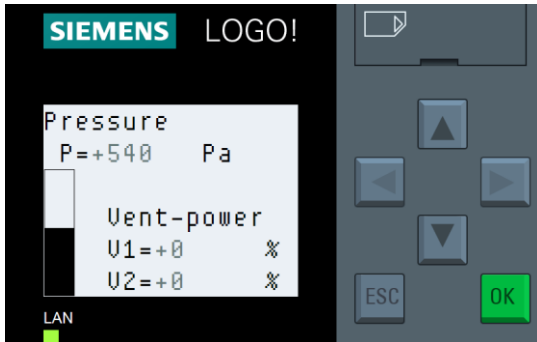 SIEMENS LOGO!
Pressure
P=+540 Pa
Vent-power
V1=+0 %
V2=+0 %
LAN
ESC
OK